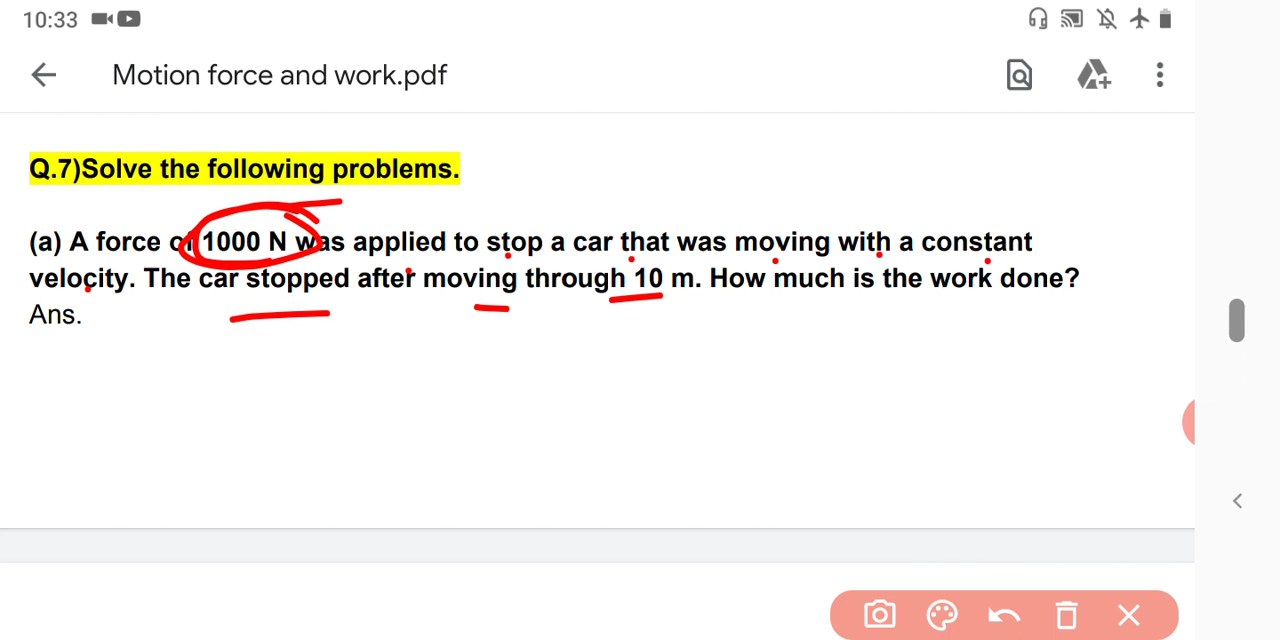 10:33
Motion force and work.pdf
Q.7)Solve the following problems.
(a) A force of 1000 N was applied to stop a car that was moving with a constant
velocity. The car stopped after moving through 10 m. How much is the work done?
Ans.